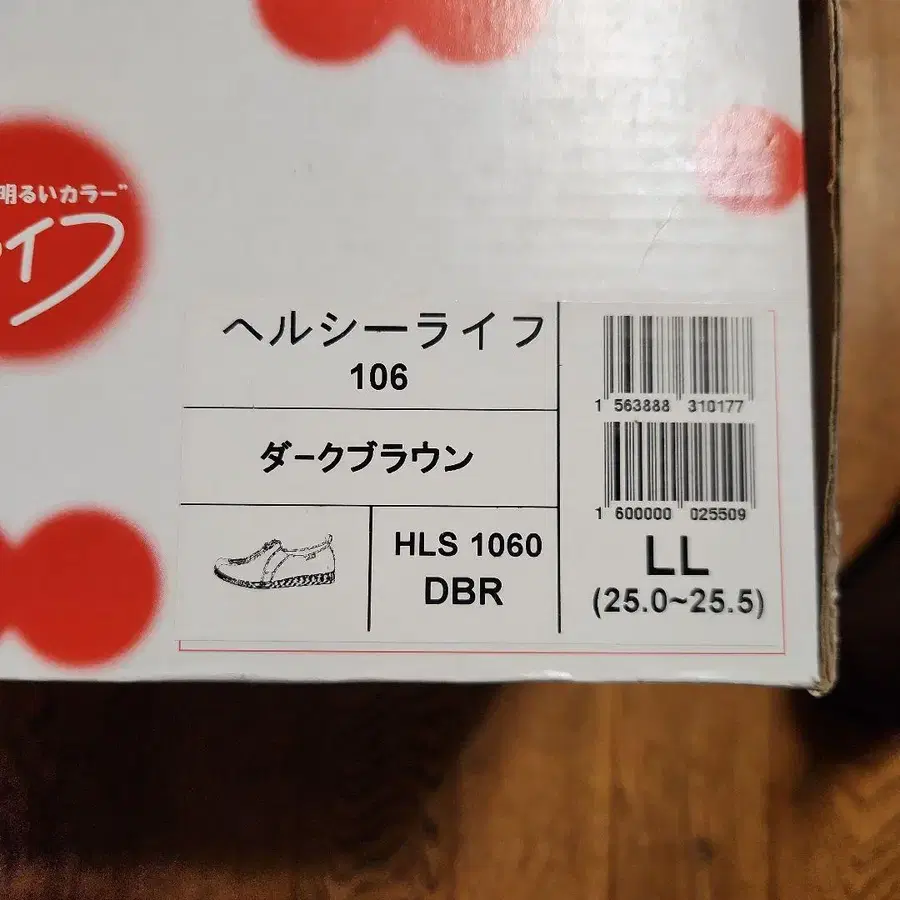 明るいカラー"
イフ
ヘルシーライフ
106
ダークブラウン
HLS 1060
DBR
1 563888 310177
1 600000 025509
LL
(25.0~25.5)